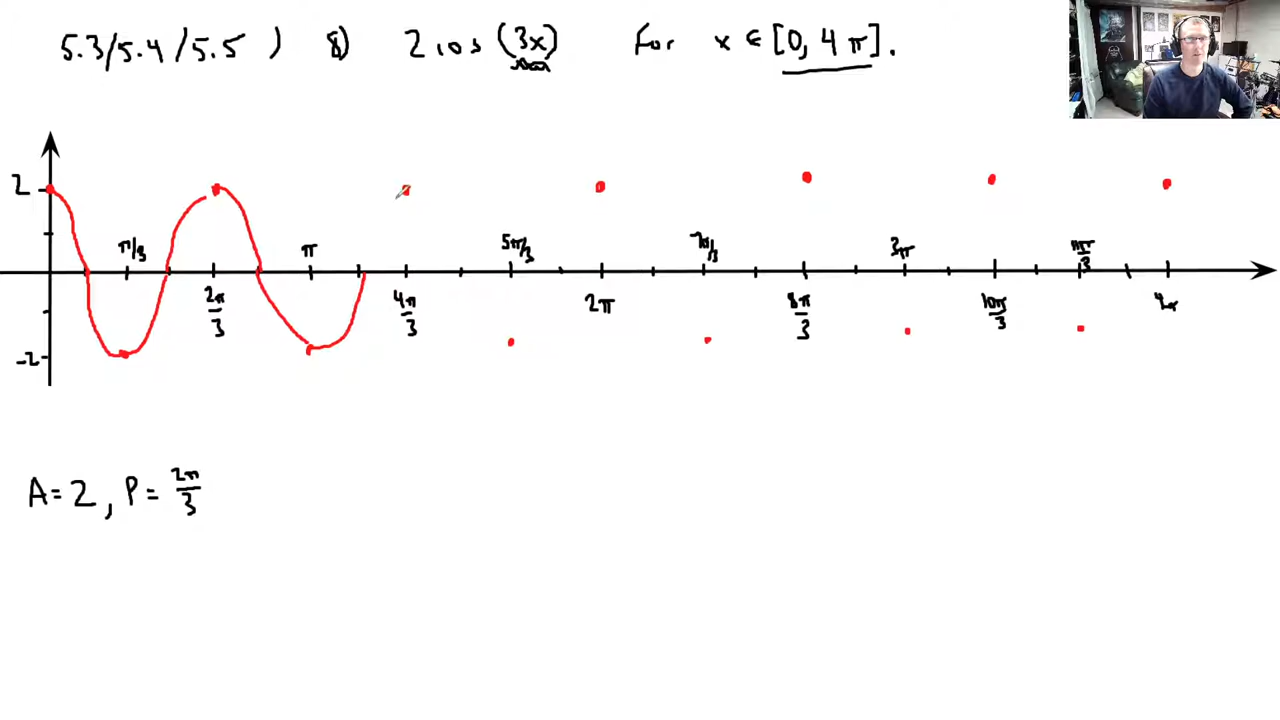 5.3/5.4/5.5 ) 8) 2 cos (3x) For x ∈ [0, 4π].
2
π/3 π 5π/3 7π/3 3π 11π/3
2π/3 4π/3 2π 8π/3 10π/3 4π
-2
A = 2, P = 2π/3